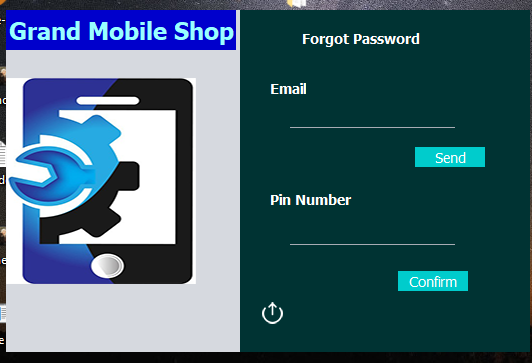 Grand Mobile Shop
Forgot Password
Email
Send
Pin Number
Confirm